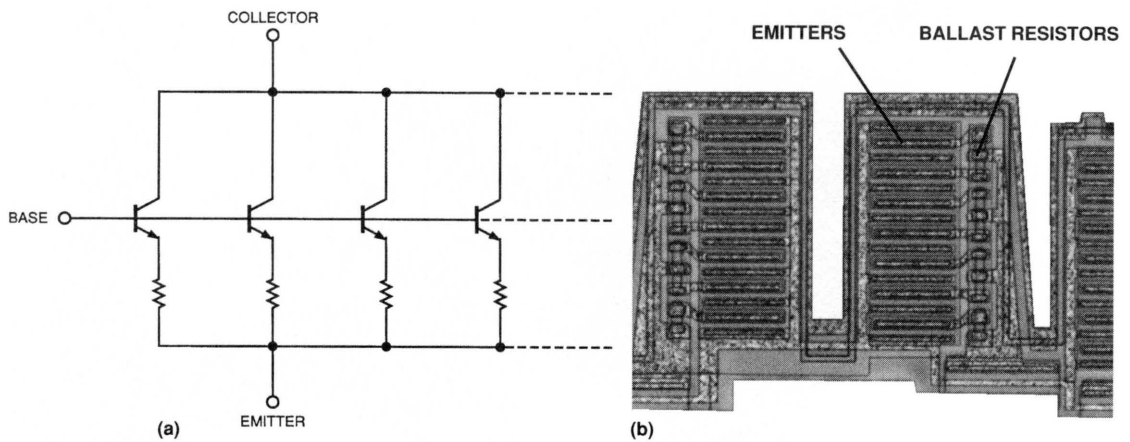 COLLECTOR
BASE
EMITTER
(a)
EMITTERS BALLAST RESISTORS
(b)